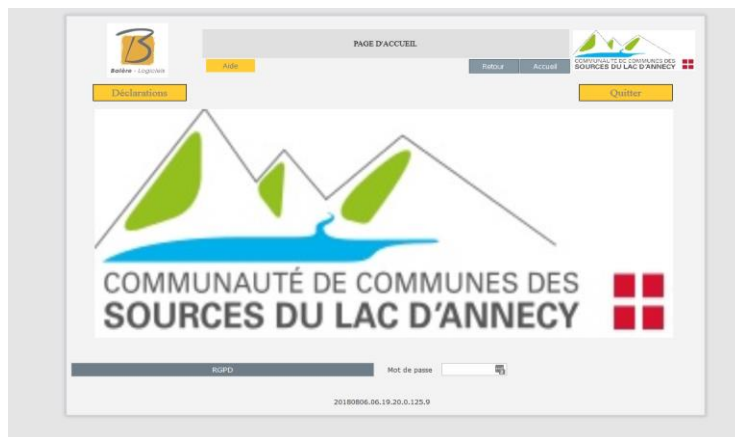 PAGE D'ACCUEIL
Balère - Logiciels
Aide
Retour
Accueil
COMMUNAUTÉ DE COMMUNES DES
SOURCES DU LAC D'ANNECY
Déclarations
Quitter
COMMUNAUTÉ DE COMMUNES DES
SOURCES DU LAC D'ANNECY
RGPD
Mot de passe
20180806.06.19.20.0.125.9